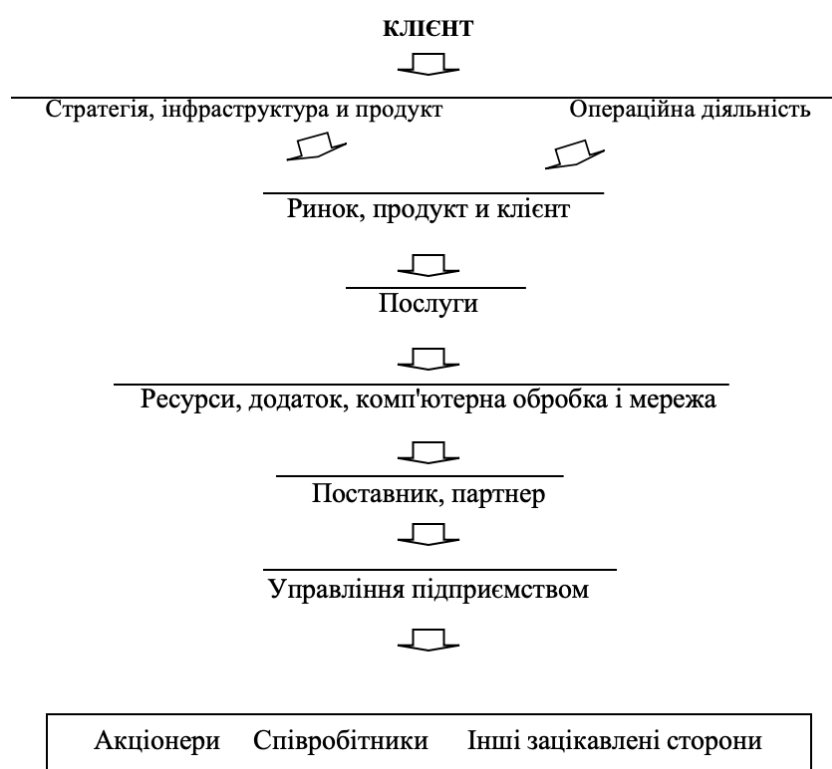 КЛІЄНТ
Стратегія, інфраструктура и продукт Операційна діяльність
Ринок, продукт и клієнт
Послуги
Ресурси, додаток, комп'ютерна обробка і мережа
Поставник, партнер
Управління підприємством
Акціонери Співробітники Інші зацікавлені сторони